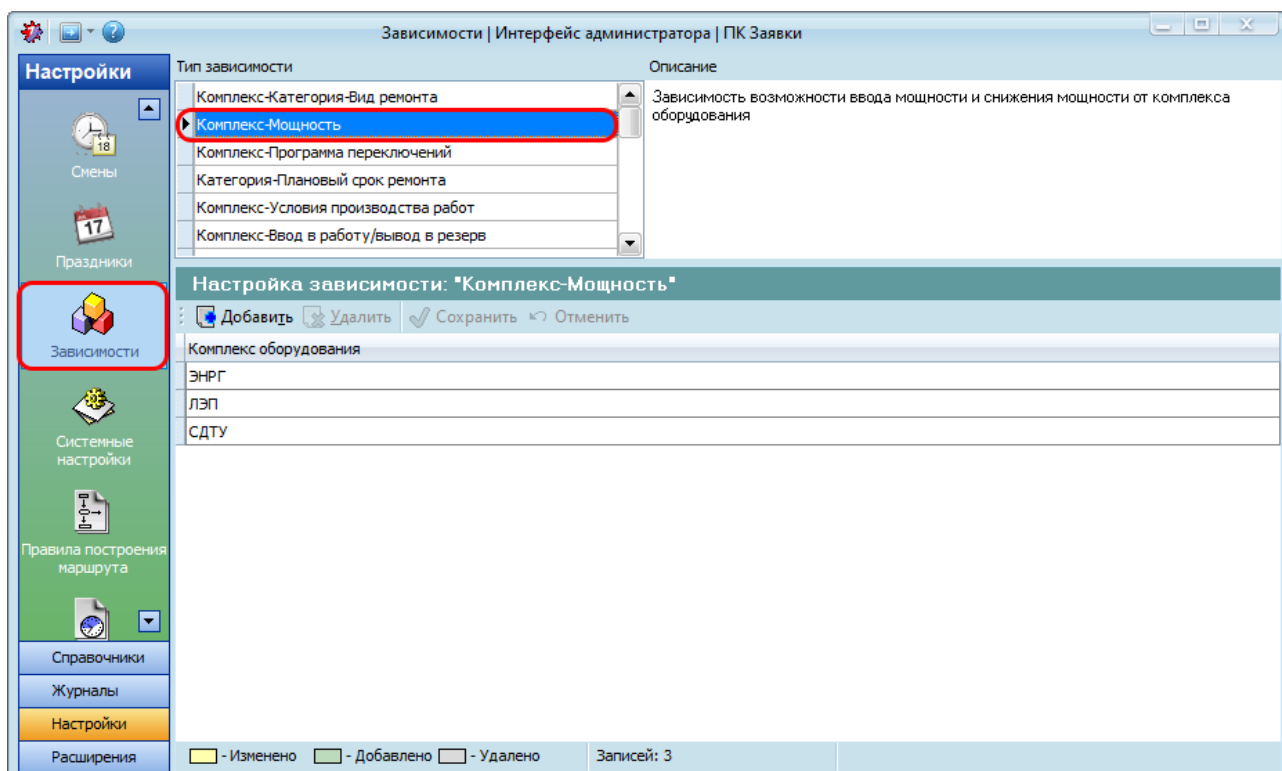 Зависимости | Интерфейс администратора | ПК Заявки
Настройки
18
Смены
17
Праздники
Зависимости
Системные
настройки
Правила построения
маршрута
Справочники
Журналы
Настройки
Расширения
Тип зависимости
Комплекс-Категория-Вид ремонта
Комплекс-Мощность
Комплекс-Программа переключений
Категория-Плановый срок ремонта
Комплекс-Условия производства работ
Комплекс-Ввод в работу/вывод в резерв
Описание
Зависимость возможности ввода мощности и снижения мощности от комплекса
оборудования
Настройка зависимости: "Комплекс-Мощность"
Добавить Удалить Сохранить Отменить
Комплекс оборудования
ЭНРГ
ЛЭП
СДТУ
- Изменено - Добавлено - Удалено Записей: 3